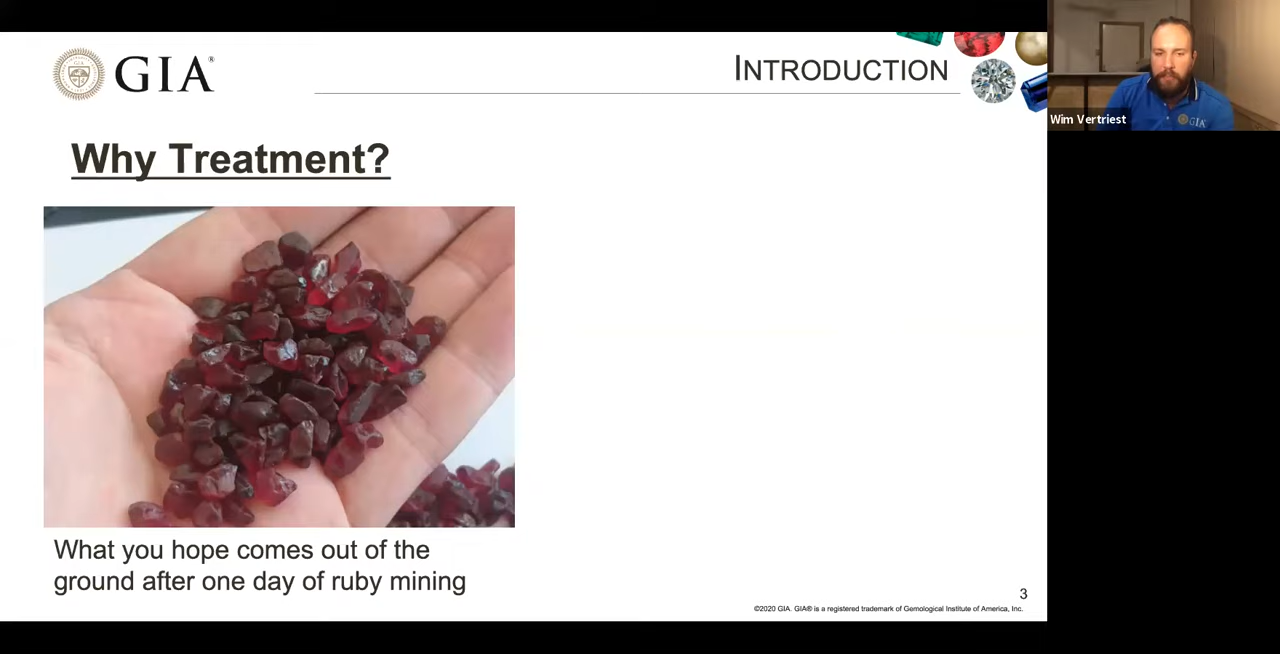 GIA®
INTRODUCTION
Why Treatment?
What you hope comes out of the
ground after one day of ruby mining
3
©2020 GIA. GIA® is a registered trademark of Gemological Institute of America, Inc.
Wim Vertriest
GIA